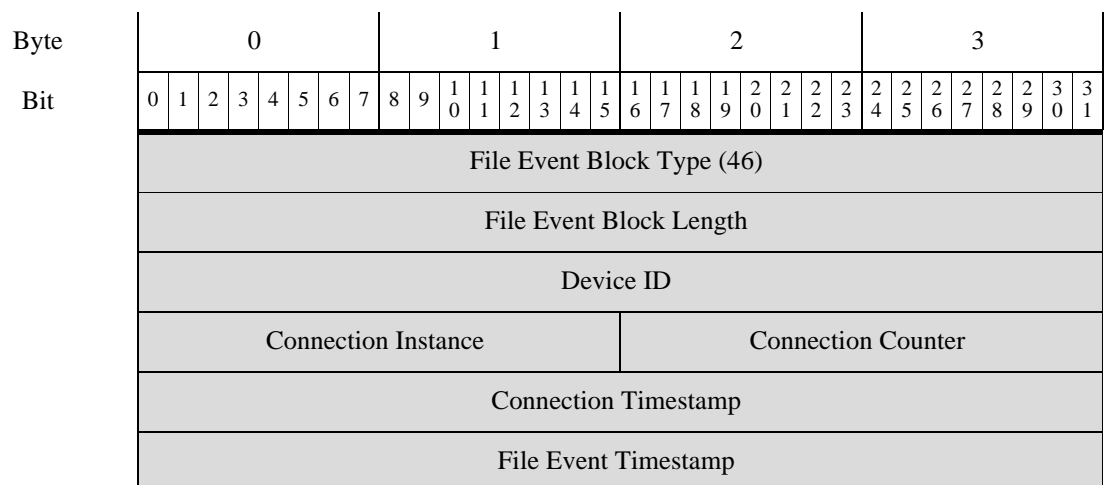 Byte 0 1 2 3
Bit 0 1 2 3 4 5 6 7 8 9 10 11 12 13 14 15 16 17 18 19 20 21 22 23 24 25 26 27 28 29 30 31
File Event Block Type (46)
File Event Block Length
Device ID
Connection Instance Connection Counter
Connection Timestamp
File Event Timestamp